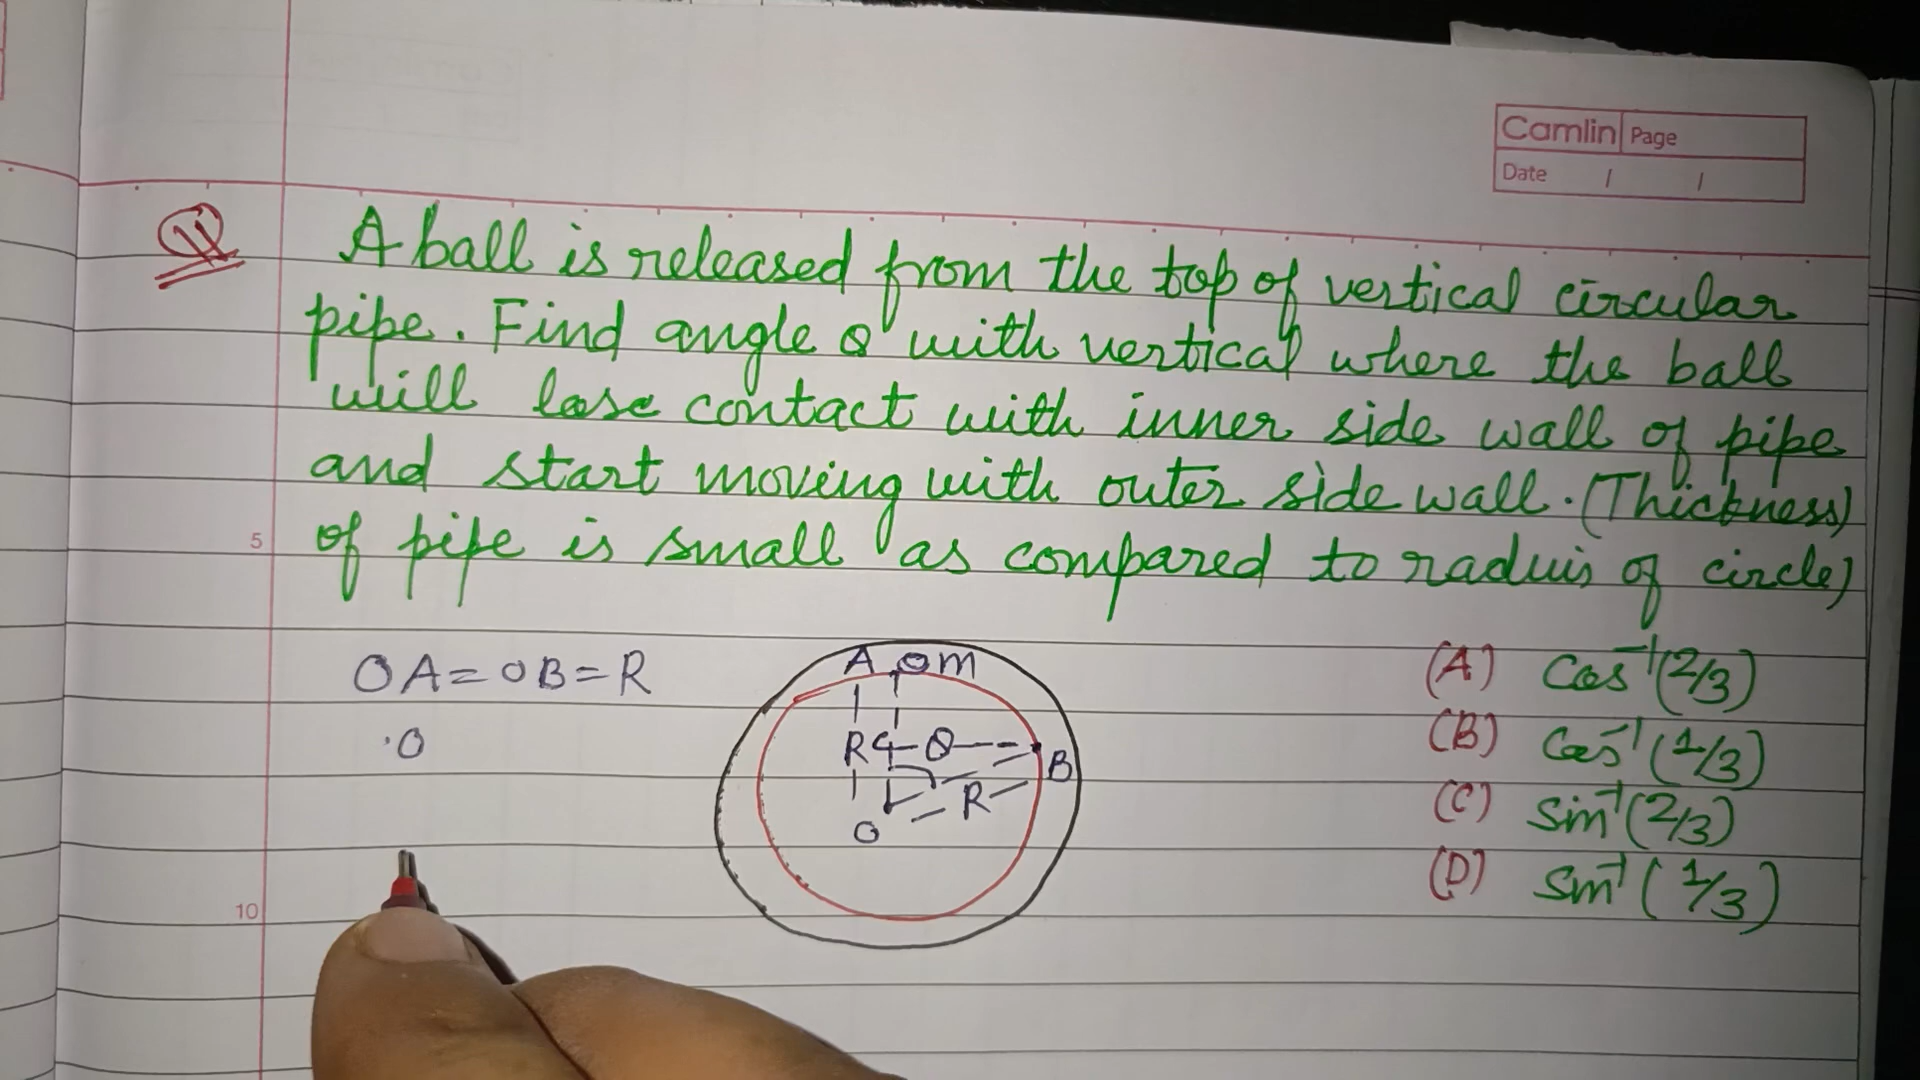 Camlin Page
Date / /
Q A ball is released from the top of vertical circular
pipe. Find angle θ with vertical where the ball
will lose contact with inner side wall of pipe
and start moving with outer side wall. (Thickness)
5 of pipe is small as compared to raduis of circle)
OA = OB = R
A m
(A) Cos⁻¹(2/3)
·O
R C θ B
(B) Cos⁻¹(1/3)
R
O
(C) Sin⁻¹(2/3)
(D) Sin⁻¹(1/3)
10